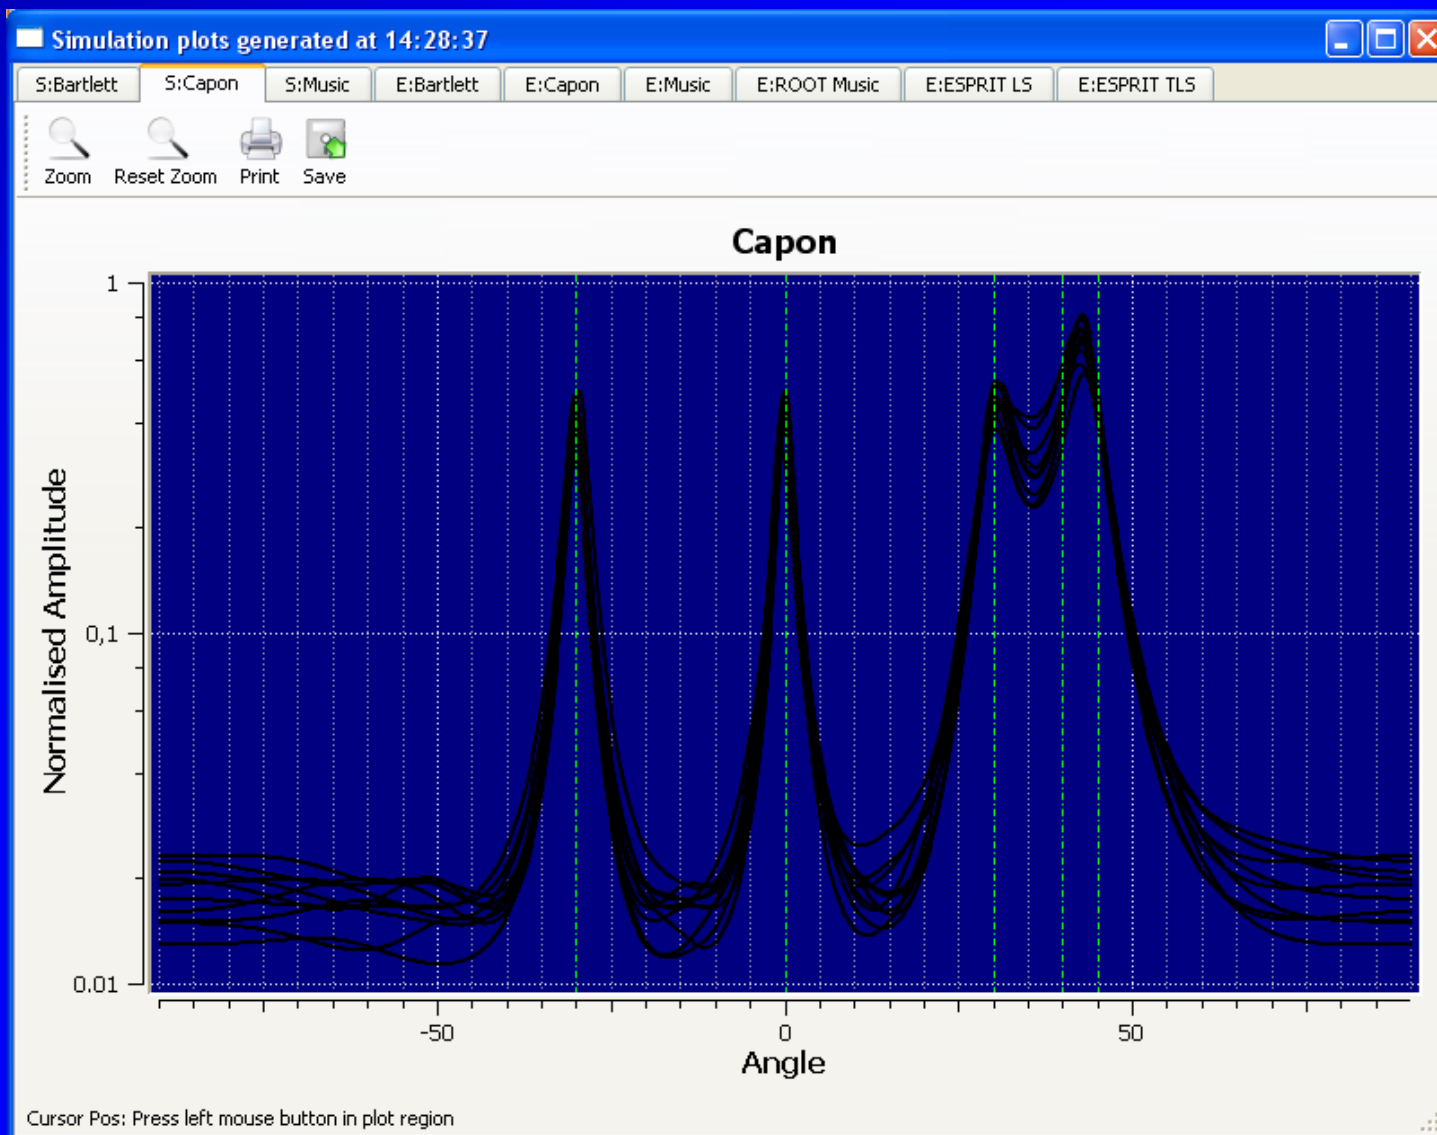 Simulation plots generated at 14:28:37
S:Bartlett S:Capon S:Music E:Bartlett E:Capon E:Music E:ROOT Music E:ESPRIT LS E:ESPRIT TLS
Zoom Reset Zoom Print Save
Capon
1
0,1
0.01
Normalised Amplitude
-50 0 50
Angle
Cursor Pos: Press left mouse button in plot region